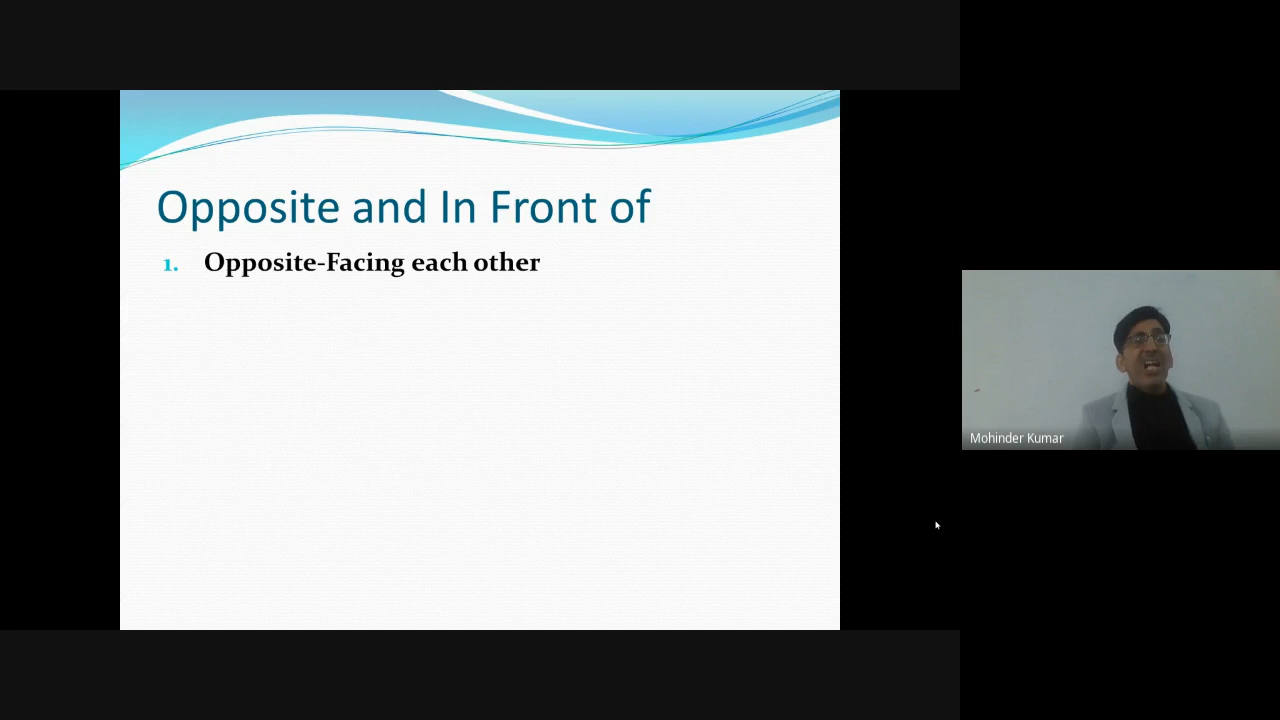 Opposite and In Front of
1. Opposite-Facing each other
Mohinder Kumar